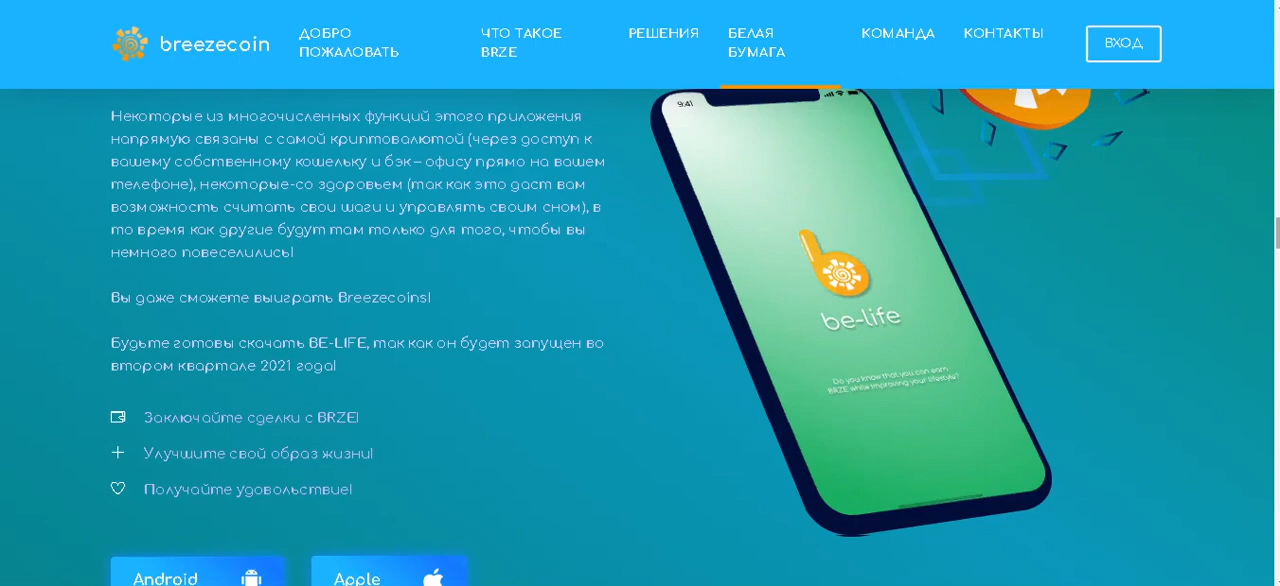 breezecoin
ДОБРО
ПОЖАЛОВАТЬ
ЧТО ТАКОЕ
BRZE
РЕШЕНИЯ
БЕЛАЯ
БУМАГА
КОМАНДА
КОНТАКТЫ
ВХОД
Некоторые из многочисленных функций этого приложения
напрямую связаны с самой криптовалютой (через доступ к
вашему собственному кошельку и бэк – офису прямо на вашем
телефоне), некоторые-со здоровьем (так как это даст вам
возможность считать свои шаги и управлять своим сном), в
то время как другие будут там только для того, чтобы вы
немного повеселились!
Вы даже сможете выиграть Breezecoins!
Будьте готовы скачать BE-LIFE, так как он будет запущен во
втором квартале 2021 года!
Заключайте сделки с BRZE!
Улучшите свой образ жизни!
Получайте удовольствие!
Android
Apple
9:41
be-life
Do you know that you can earn
BRZE while improving your lifestyle?